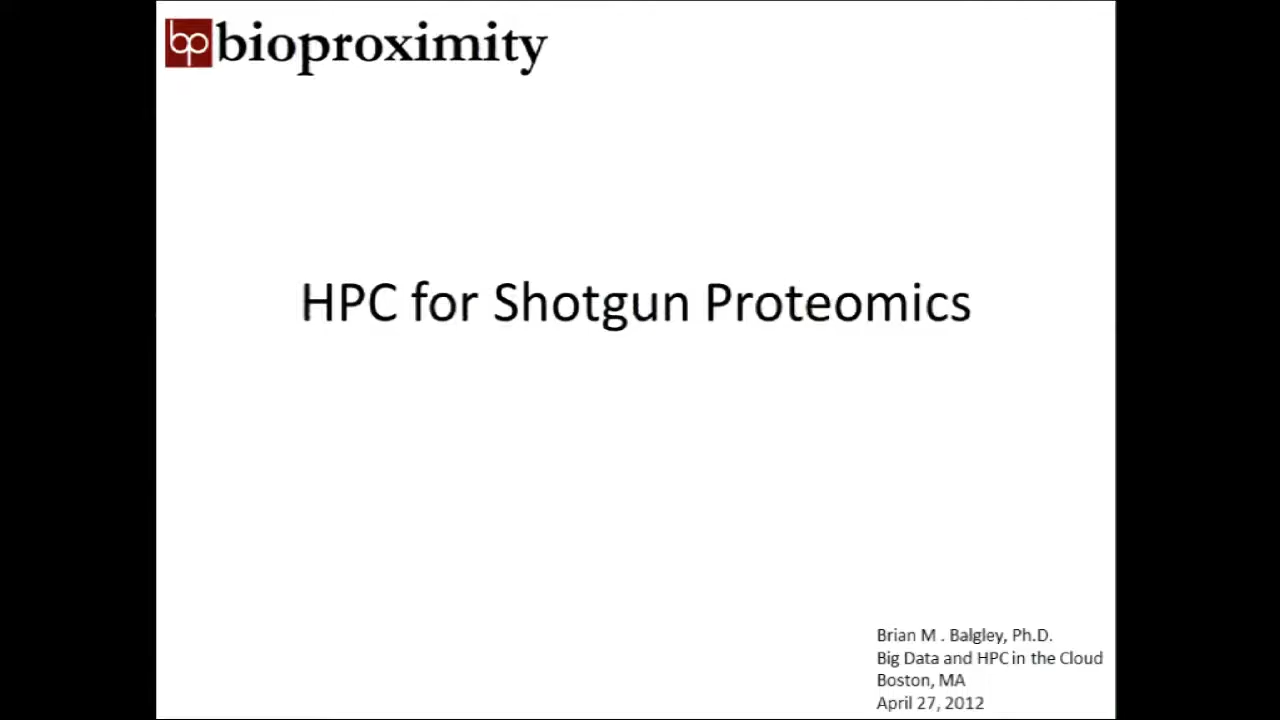 bp bioproximity
HPC for Shotgun Proteomics
Brian M . Balgley, Ph.D.
Big Data and HPC in the Cloud
Boston, MA
April 27, 2012